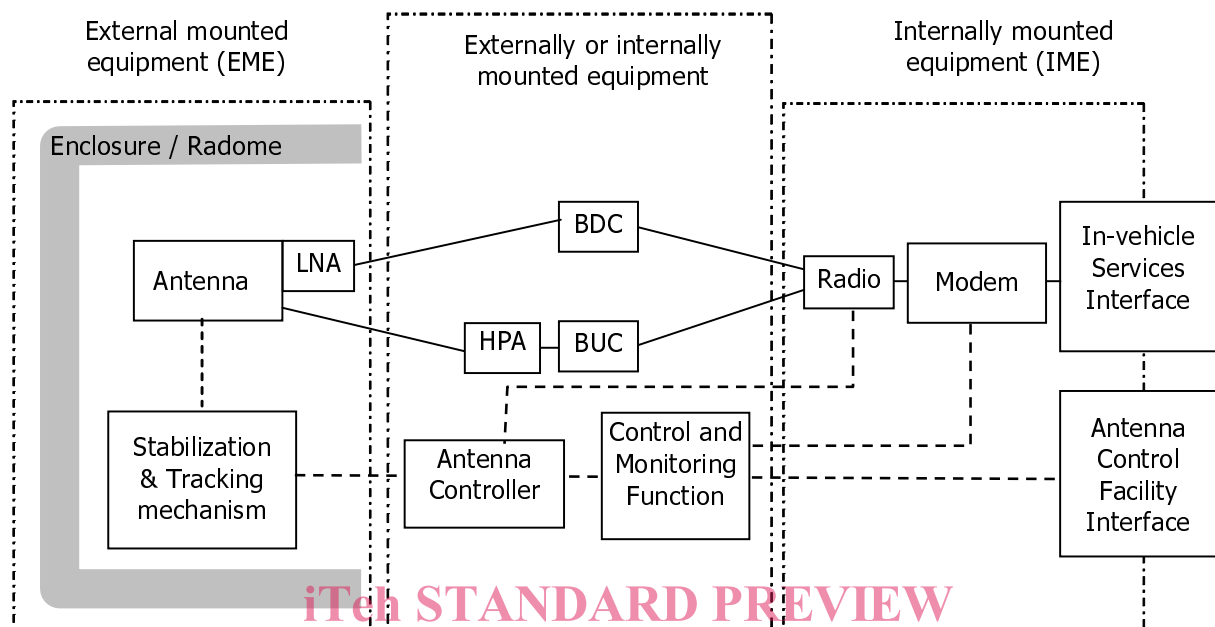 External mounted
equipment (EME)
Externally or internally
mounted equipment
Internally mounted
equipment (IME)
Enclosure / Radome
Antenna
LNA
BDC
HPA
BUC
Radio
Modem
In-vehicle
Services
Interface
Stabilization
& Tracking
mechanism
Antenna
Controller
Control and
Monitoring
Function
Antenna
Control
Facility
Interface
iTeh STANDARD PREVIEW